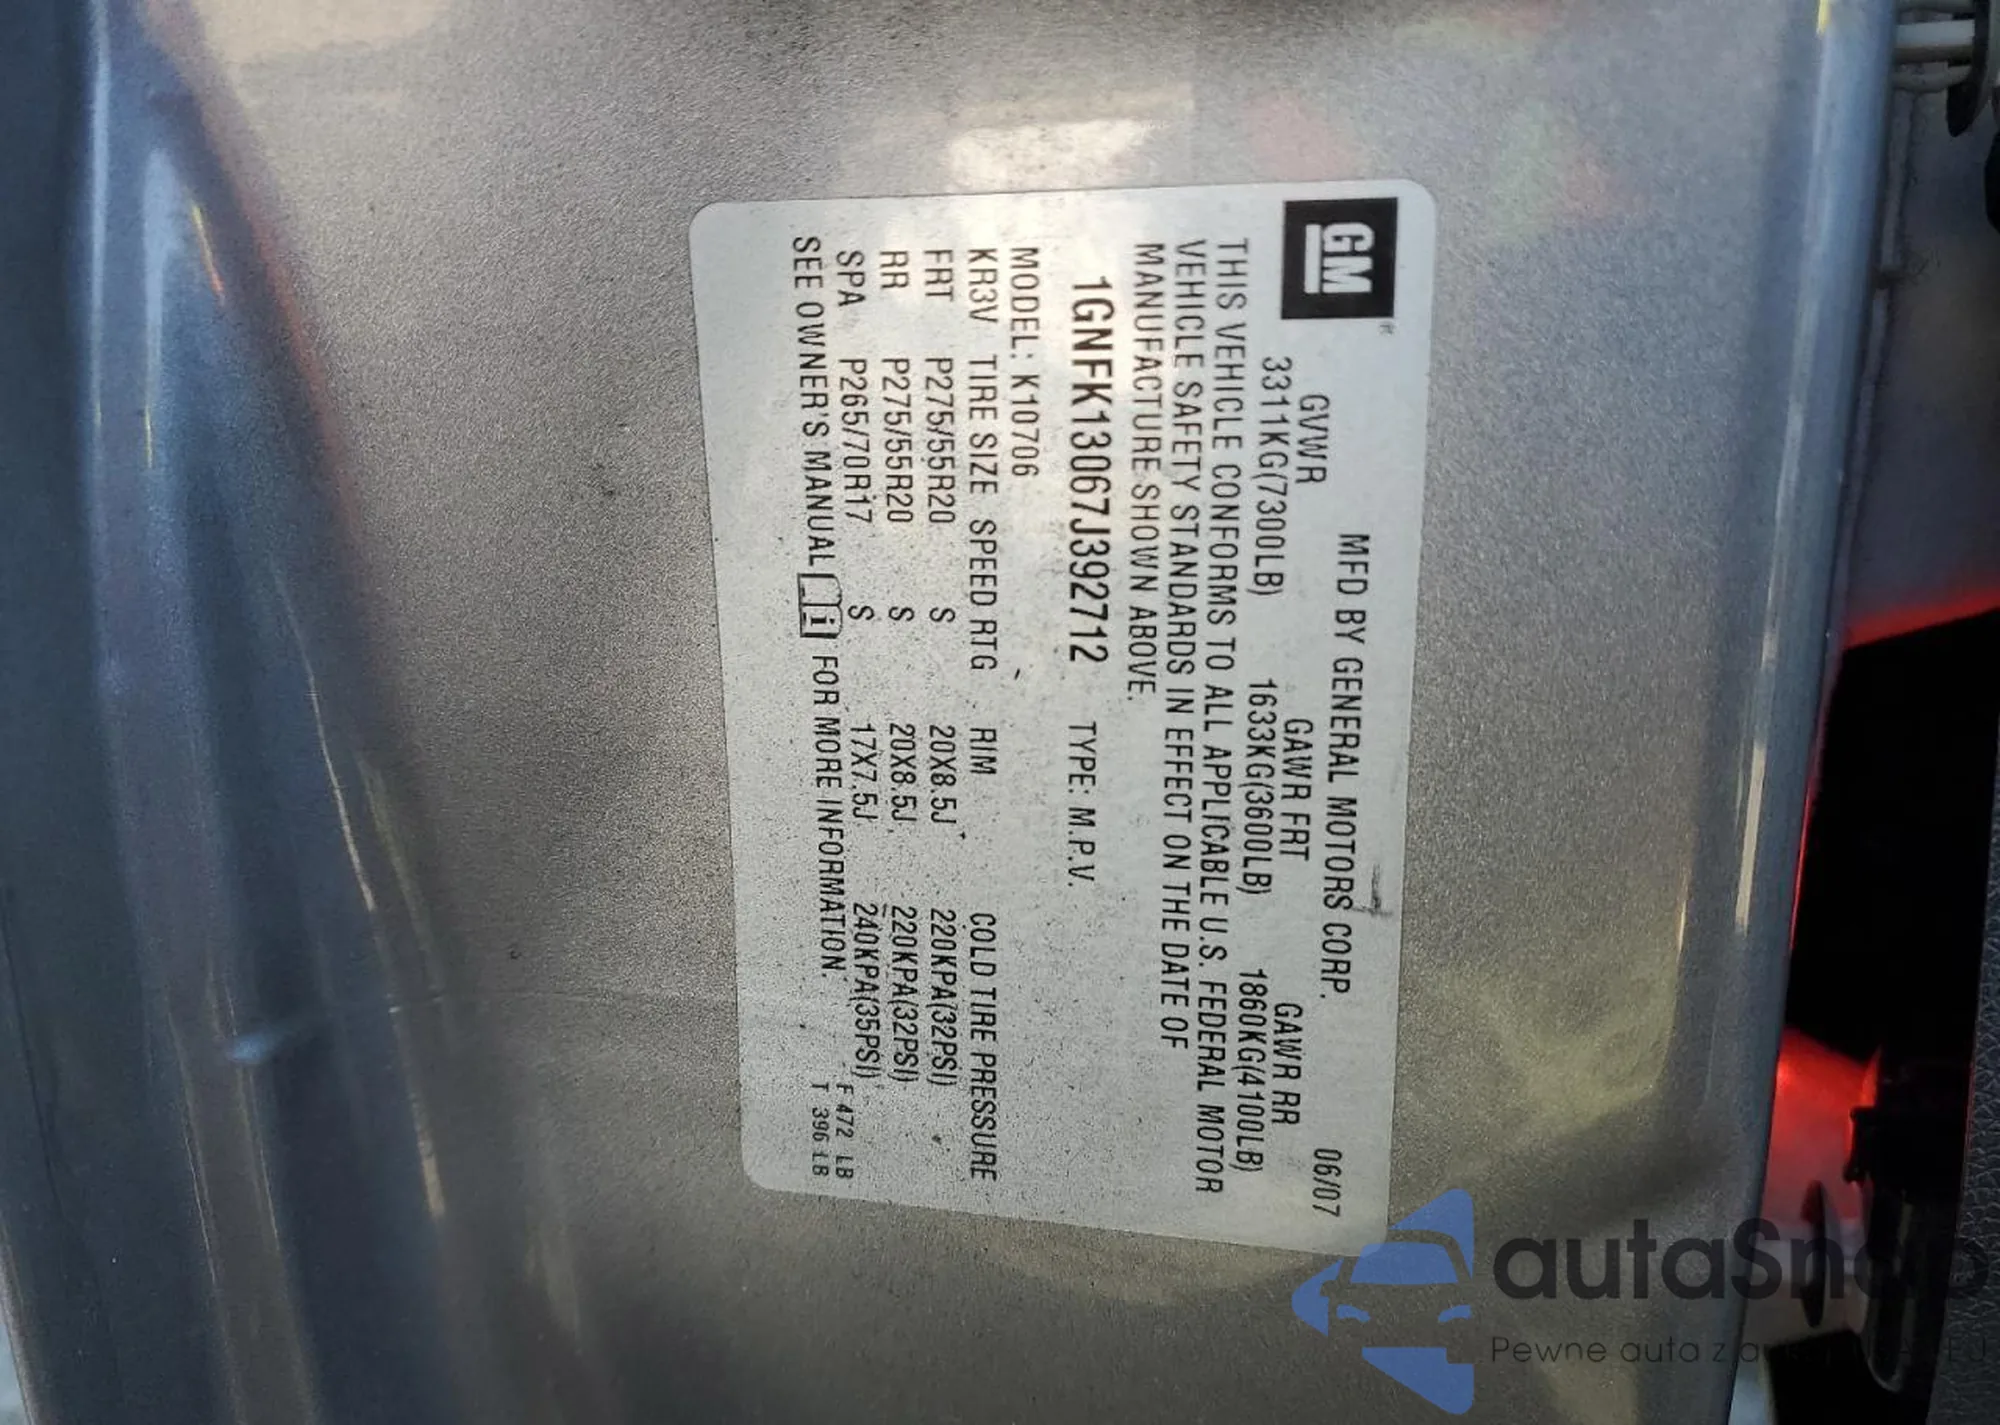 GM
MFD BY GENERAL MOTORS CORP. 06/07
GVWR GAWR FRT GAWR RR
3311KG(7300LB) 1633KG(3600LB) 1860KG(4100LB)
THIS VEHICLE CONFORMS TO ALL APPLICABLE U.S. FEDERAL MOTOR
VEHICLE SAFETY STANDARDS IN EFFECT ON THE DATE OF
MANUFACTURE SHOWN ABOVE.
1GNFK13067J392712 TYPE: M.P.V.
MODEL: K10706
KR3V TIRE SIZE SPEED RTG RIM COLD TIRE PRESSURE
FRT P275/55R20 S 20X8.5J 220KPA(32PSI)
RR P275/55R20 S 20X8.5J 220KPA(32PSI)
SPA P265/70R17 S 17X7.5J 240KPA(35PSI)
SEE OWNER'S MANUAL i FOR MORE INFORMATION.
F 472 LB
T 396 LB
autaSna
Pewne auta z